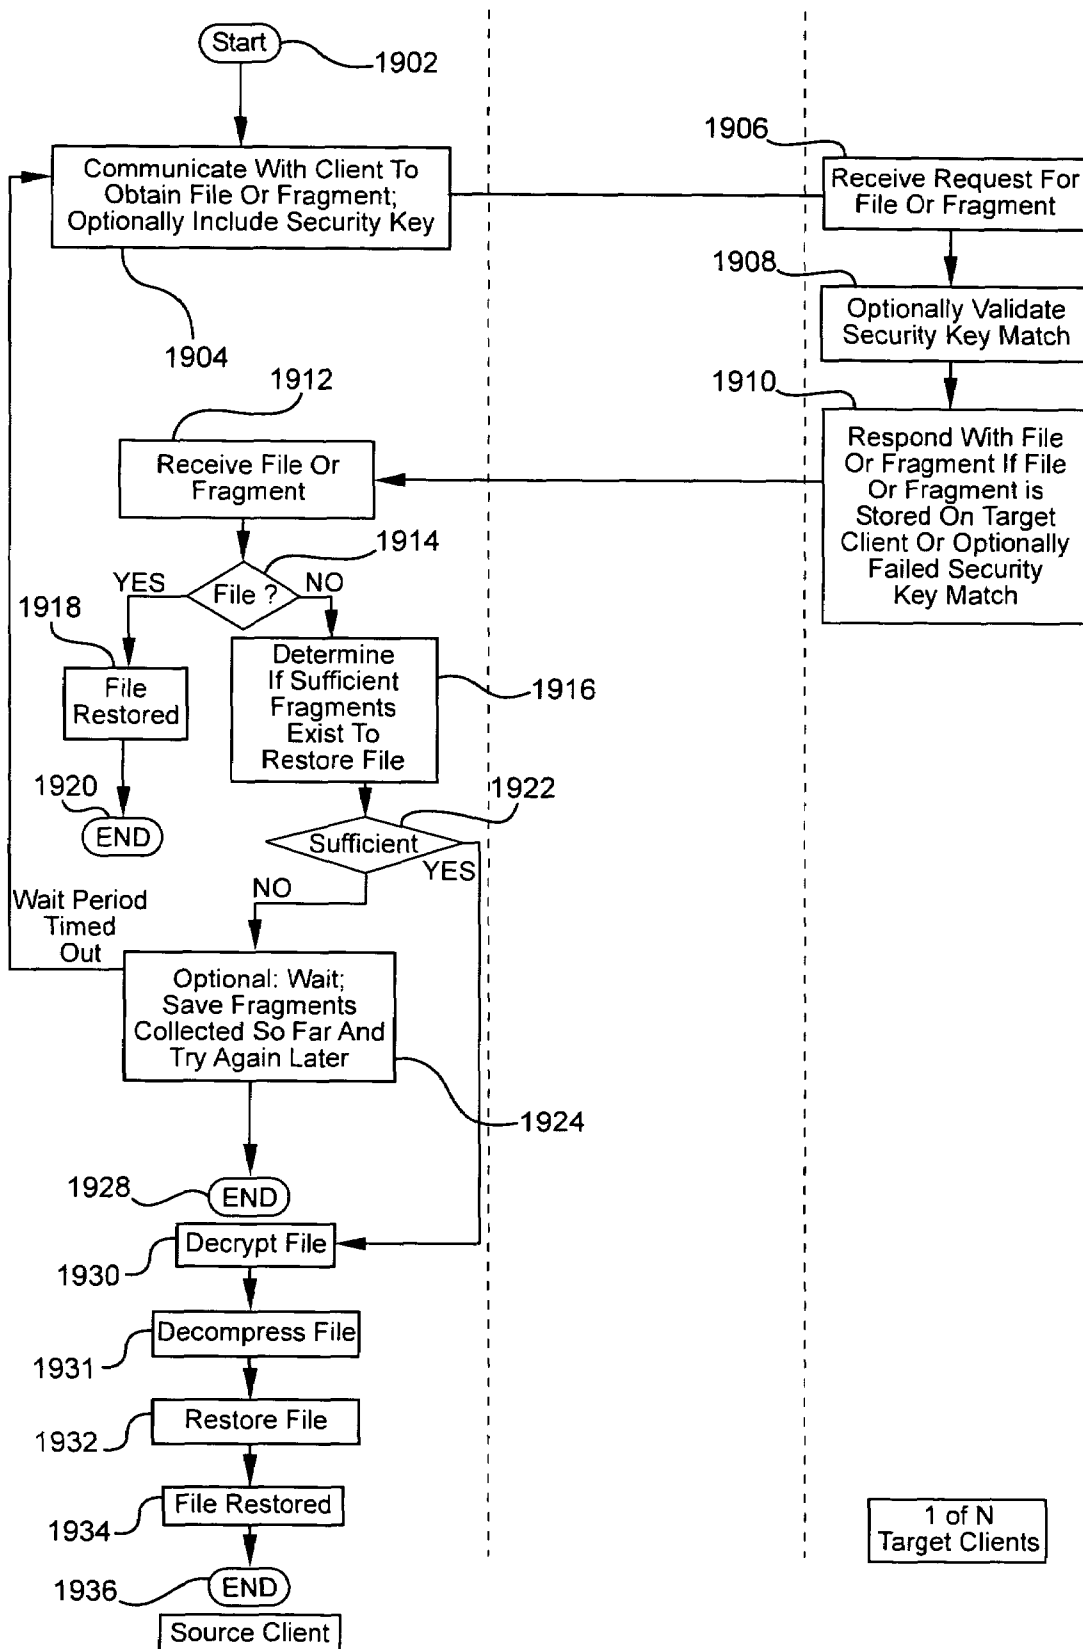 Start
1902
Communicate With Client To
Obtain File Or Fragment;
Optionally Include Security Key
1904
1906
Receive Request For
File Or Fragment
1908
Optionally Validate
Security Key Match
1910
Respond With File
Or Fragment If File
Or Fragment is
Stored On Target
Client Or Optionally
Failed Security
Key Match
1912
Receive File Or
Fragment
1914
File ?
YES
NO
1918
File
Restored
1920
END
Determine
If Sufficient
Fragments
Exist To
Restore File
1916
1922
Sufficient
YES
NO
Wait Period
Timed
Out
Optional: Wait;
Save Fragments
Collected So Far And
Try Again Later
1924
1928
END
Decrypt File
1930
Decompress File
1931
Restore File
1932
File Restored
1934
END
1936
Source Client
1 of N
Target Clients